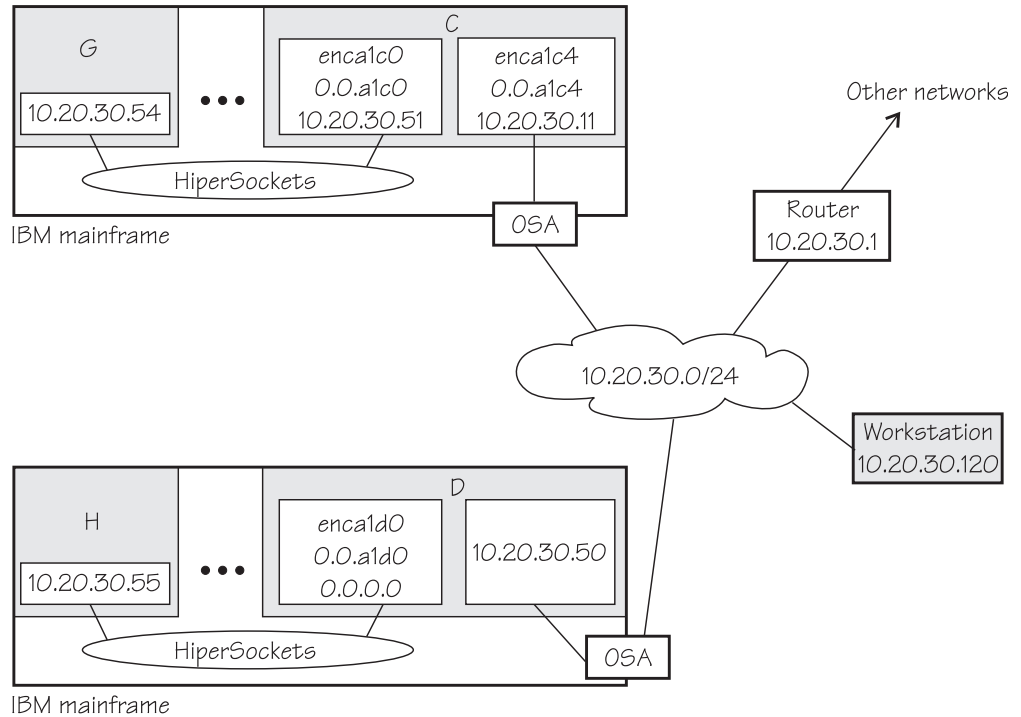 G
10.20.30.54
C
enca1c0
0.0.a1c0
10.20.30.51
enca1c4
0.0.a1c4
10.20.30.11
HiperSockets
OSA
IBM mainframe
Other networks
Router
10.20.30.1
10.20.30.0/24
Workstation
10.20.30.120
H
10.20.30.55
D
enca1d0
0.0.a1d0
0.0.0.0
10.20.30.50
HiperSockets
OSA
IBM mainframe